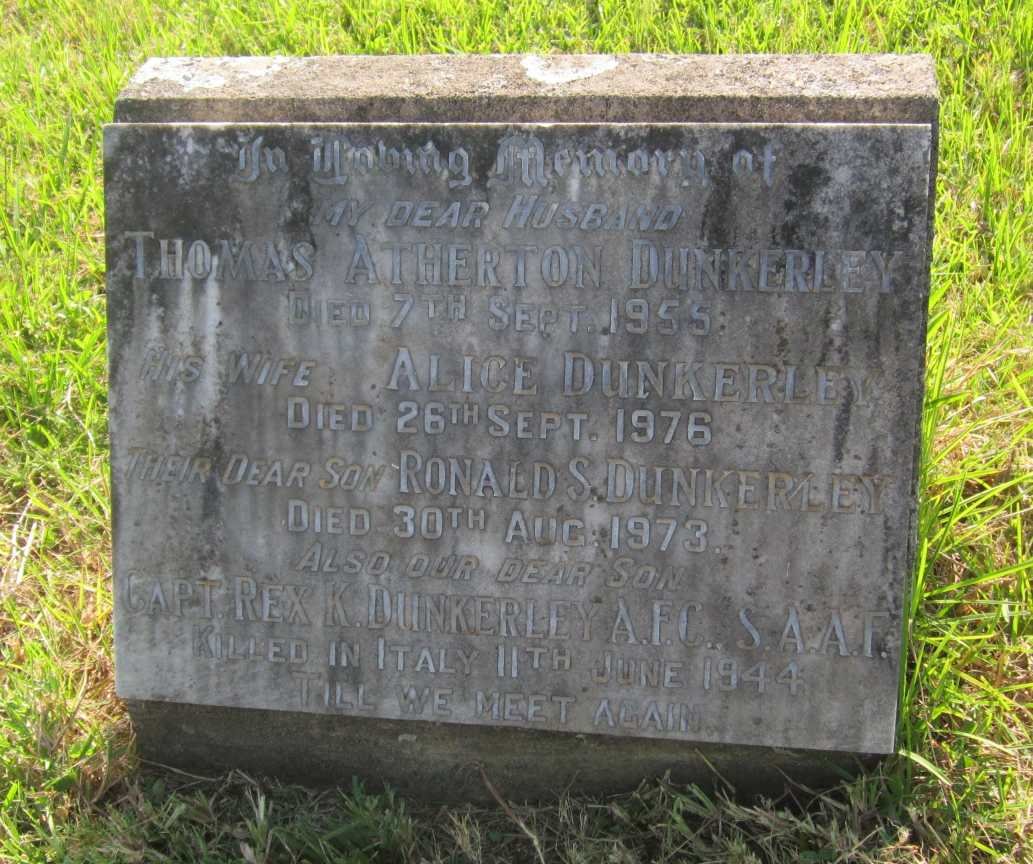 In Loving Memory of
MY DEAR HUSBAND
THOMAS ATHERTON DUNKERLEY
DIED 7TH SEPT. 1955
HIS WIFE ALICE DUNKERLEY
DIED 26TH SEPT. 1976
THEIR DEAR SON RONALD S. DUNKERLEY
DIED 30TH AUG. 1973.
ALSO OUR DEAR SON
CAPT. REX K. DUNKERLEY A.F.C., S.A.A.F.
KILLED IN ITALY 11TH JUNE 1944
TILL WE MEET AGAIN.